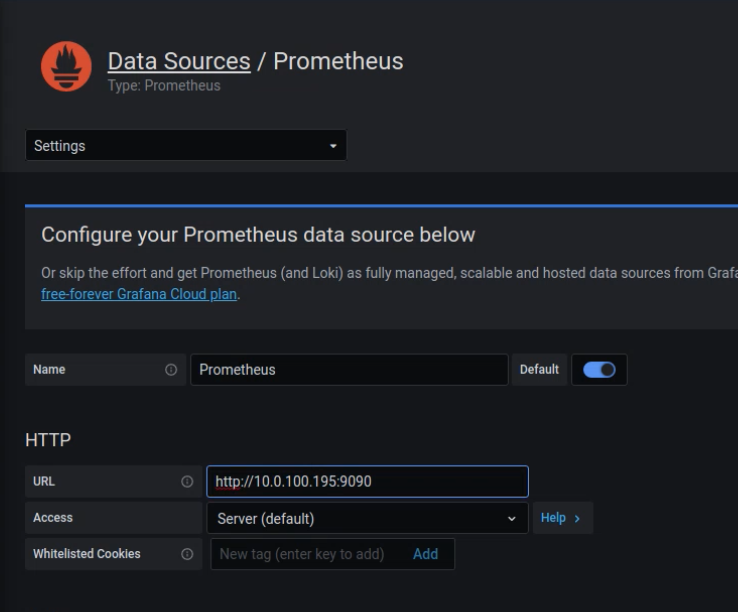 Data Sources / Prometheus
Type: Prometheus
Settings
Configure your Prometheus data source below
Or skip the effort and get Prometheus (and Loki) as fully managed, scalable and hosted data sources from
free-forever Grafana Cloud plan.
Name Prometheus Default
HTTP
URL http://10.0.100.195:9090
Access Server (default) Help >
Whitelisted Cookies New tag (enter key to add) Add